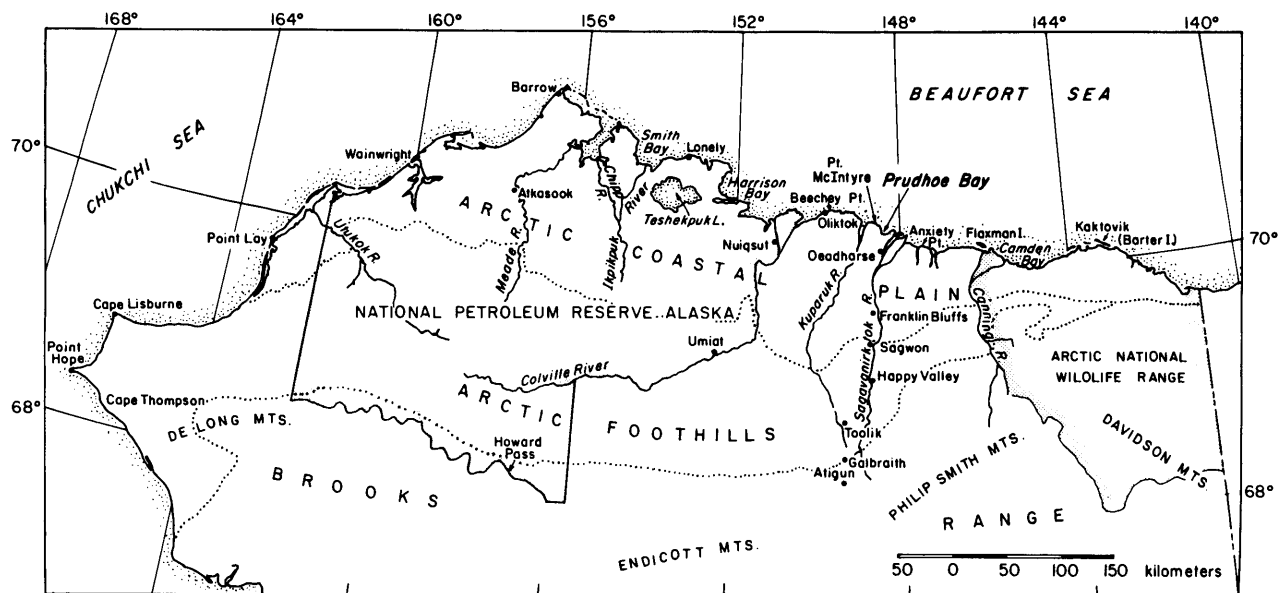 168° 164° 160° 156° 152° 148° 144° 140°
Barrow
BEAUFORT SEA
CHUKCHI SEA
70°
Wainwright
Smith
Bay
Lonely
Pt.
McIntyre
Prudhoe Bay
Atkasook
Chipp
R.
River
Ikpikpuk
Teshekpuk L.
Harrison
Bay
Beechey Pt.
Oliktok
Anxiety
Pt.
Flaxman I.
Camden
Bay
Kaktovik
(Barter I.)
70°
Point Lay
Utukok R.
Meade R.
Nuiqsut
Oeadharse
ARCTIC
COASTAL
PLAIN
Cape Lisburne
NATIONAL PETROLEUM RESERVE..ALASKA
Kuparuk R.
Sagavanirktok R.
Canning R.
Franklin Bluffs
Point
Hope
Umiat
Sagwon
ARCTIC NATIONAL
WILOLIFE RANGE
Colville River
Happy Valley
68°
Cape Thompson
DE LONG MTS.
ARCTIC
FOOTHILLS
Toolik
DAVIDSON MTS.
Howard
Pass
Galbraith
Atigun
PHILIP SMITH MTS.
68°
BROOKS
RANGE
ENDICOTT MTS.
50 0 50 100 150 kilometers